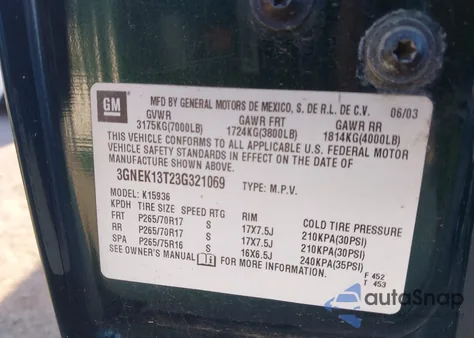 GM
MFD BY GENERAL MOTORS DE MEXICO, S. DE R.L. DE C.V. 06/03
GVWR GAWR FRT GAWR RR
3175KG(7000LB) 1724KG(3800LB) 1814KG(4000LB)
THIS VEHICLE CONFORMS TO ALL APPLICABLE U.S. FEDERAL MOTOR
VEHICLE SAFETY STANDARDS IN EFFECT ON THE DATE OF
MANUFACTURE SHOWN ABOVE.
3GNEK13T23G321069 TYPE: M.P.V.
MODEL: K15936
KPDH TIRE SIZE SPEED RTG RIM COLD TIRE PRESSURE
FRT P265/70R17 S 17X7.5J 210KPA(30PSI)
RR P265/70R17 S 17X7.5J 210KPA(30PSI)
SPA P265/75R16 S 16X6.5J 240KPA(35PSI)
SEE OWNER'S MANUAL FOR MORE INFORMATION.
F 452
T 453
autoSnap